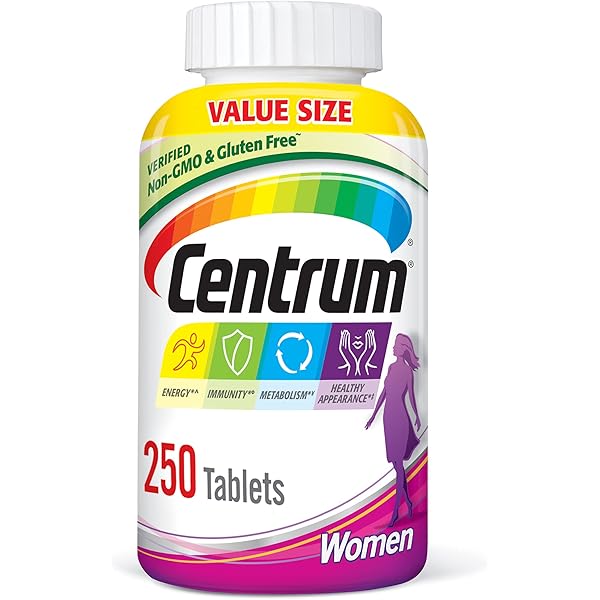 VALUE SIZE
VERIFIED
Non-GMO & Gluten Free~
Centrum®
®
ENERGY*^ IMMUNITY*° METABOLISM*¥ HEALTHY APPEARANCE*‡
250 Tablets
Women